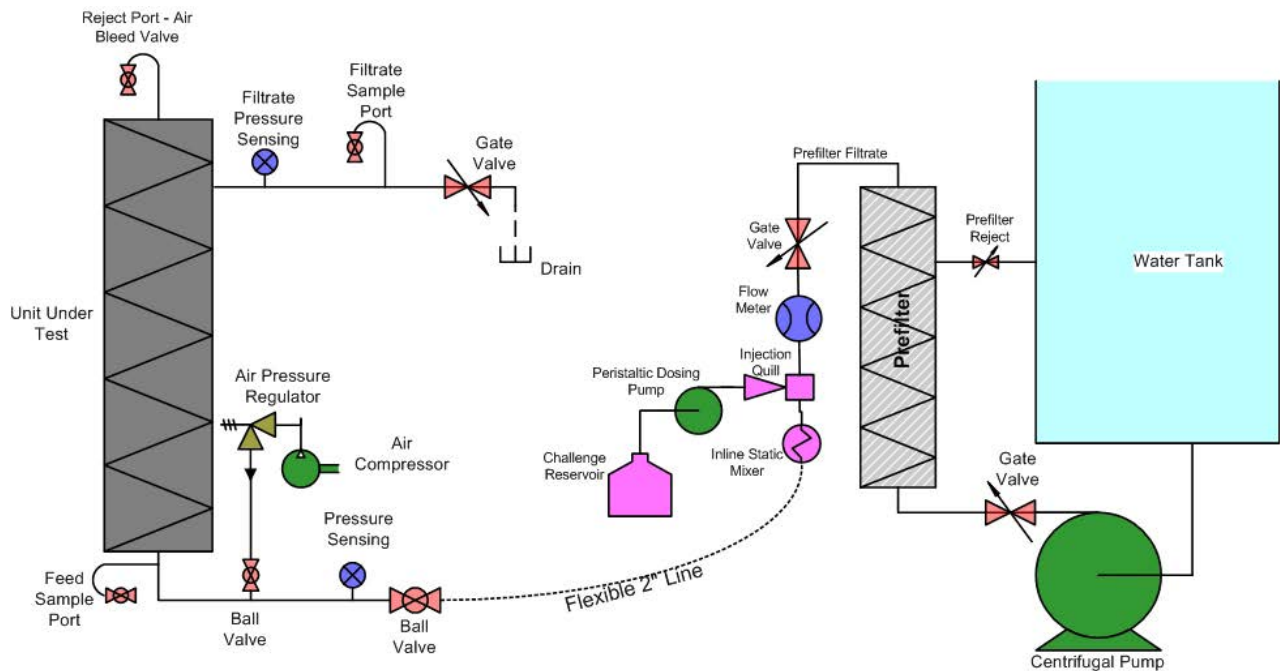 Reject Port - Air
Bleed Valve
Filtrate
Pressure
Sensing
Filtrate
Sample
Port
Gate
Valve
Drain
Unit Under
Test
Air Pressure
Regulator
Air
Compressor
Pressure
Sensing
Feed
Sample
Port
Ball
Valve
Ball
Valve
Flexible 2" Line
Prefilter Filtrate
Gate
Valve
Flow
Meter
Injection
Quill
Peristaltic Dosing
Pump
Challenge
Reservoir
Inline Static
Mixer
Prefilter
Prefilter
Reject
Water Tank
Gate
Valve
Centrifugal Pump